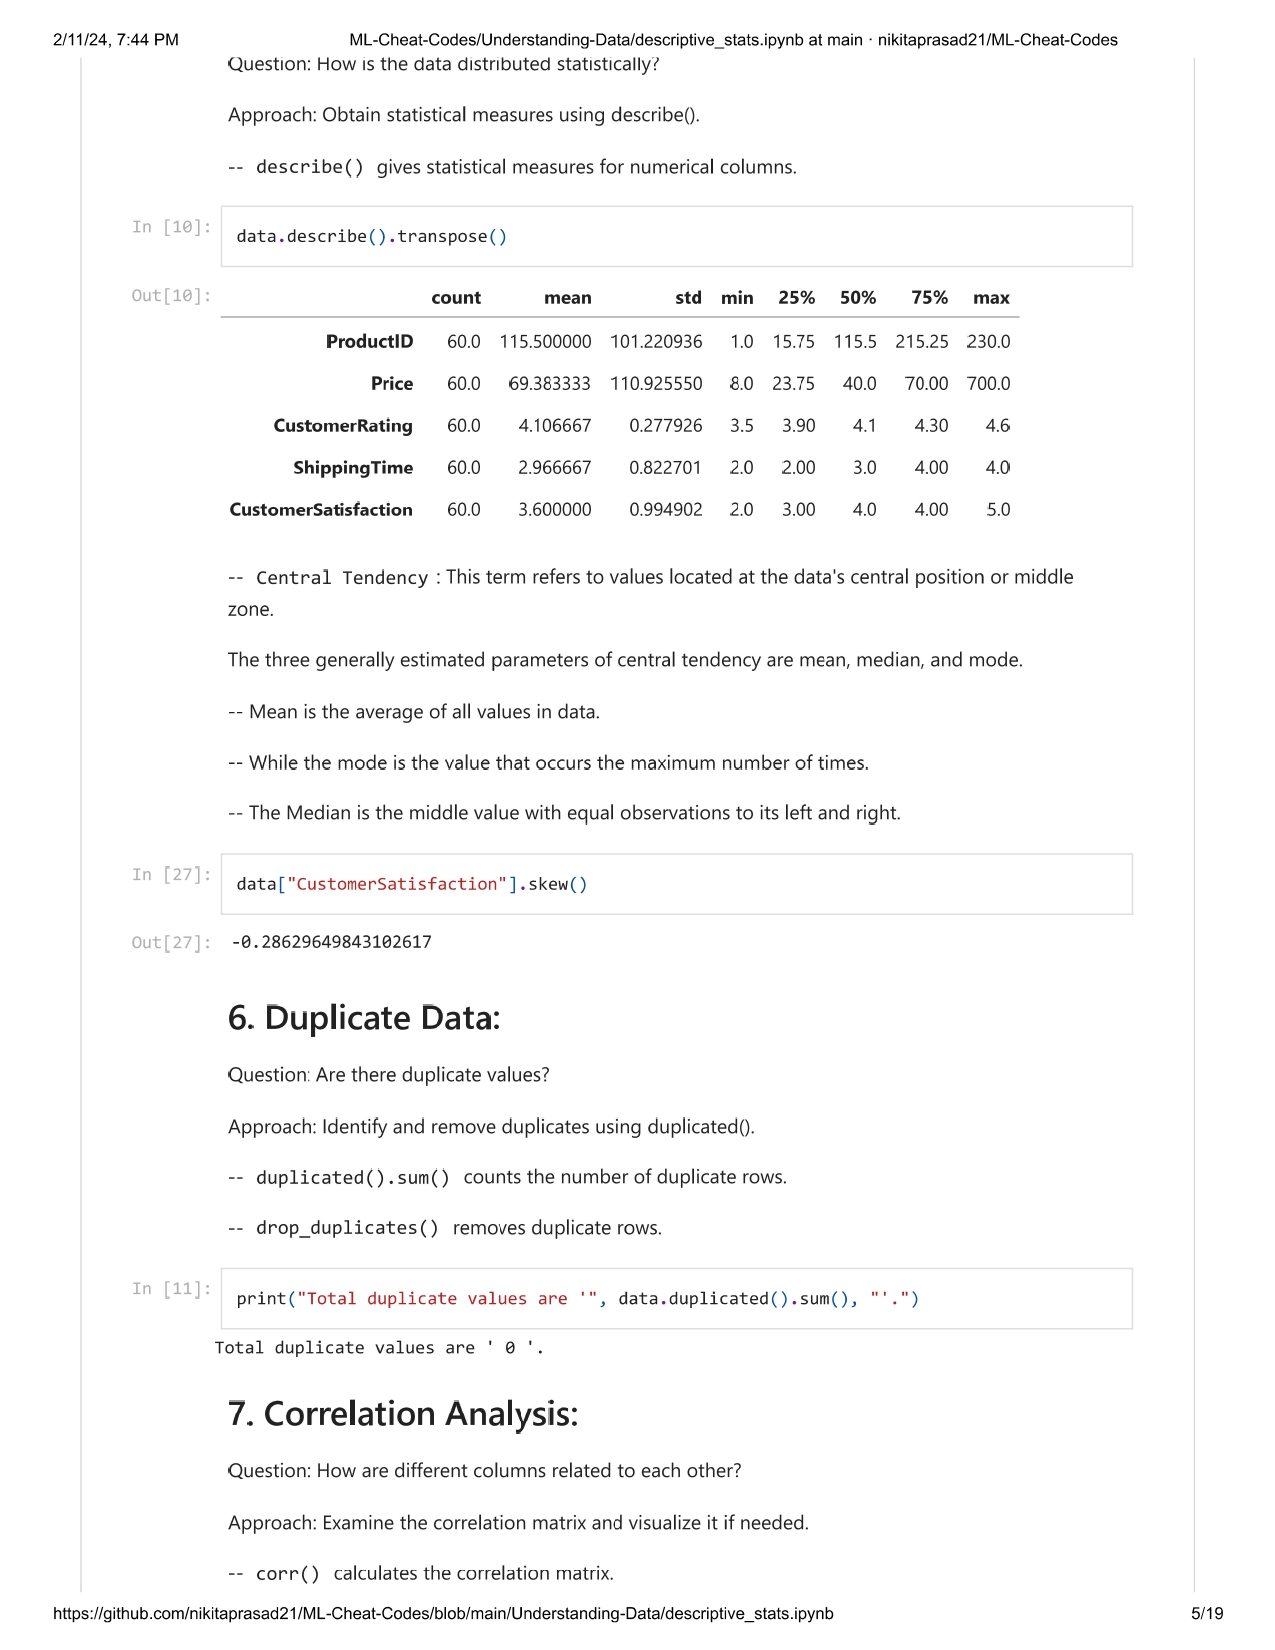 2/11/24, 7:44 PM ML-Cheat-Codes/Understanding-Data/descriptive_stats.ipynb at main · nikitaprasad21/ML-Cheat-Codes
Question: How is the data distributed statistically?
Approach: Obtain statistical measures using describe().
-- describe() gives statistical measures for numerical columns.
In [10]: data.describe().transpose()
Out[10]: count mean std min 25% 50% 75% max
ProductID 60.0 115.500000 101.220936 1.0 15.75 115.5 215.25 230.0
Price 60.0 69.383333 110.925550 8.0 23.75 40.0 70.00 700.0
CustomerRating 60.0 4.106667 0.277926 3.5 3.90 4.1 4.30 4.6
ShippingTime 60.0 2.966667 0.822701 2.0 2.00 3.0 4.00 4.0
CustomerSatisfaction 60.0 3.600000 0.994902 2.0 3.00 4.0 4.00 5.0
-- Central Tendency : This term refers to values located at the data's central position or middle
zone.
The three generally estimated parameters of central tendency are mean, median, and mode.
-- Mean is the average of all values in data.
-- While the mode is the value that occurs the maximum number of times.
-- The Median is the middle value with equal observations to its left and right.
In [27]: data["CustomerSatisfaction"].skew()
Out[27]: -0.28629649843102617
6. Duplicate Data:
Question: Are there duplicate values?
Approach: Identify and remove duplicates using duplicated().
-- duplicated().sum() counts the number of duplicate rows.
-- drop_duplicates() removes duplicate rows.
In [11]: print("Total duplicate values are '", data.duplicated().sum(), "'.")
Total duplicate values are ' 0 '.
7. Correlation Analysis:
Question: How are different columns related to each other?
Approach: Examine the correlation matrix and visualize it if needed.
-- corr() calculates the correlation matrix.
https://github.com/nikitaprasad21/ML-Cheat-Codes/blob/main/Understanding-Data/descriptive_stats.ipynb 5/19